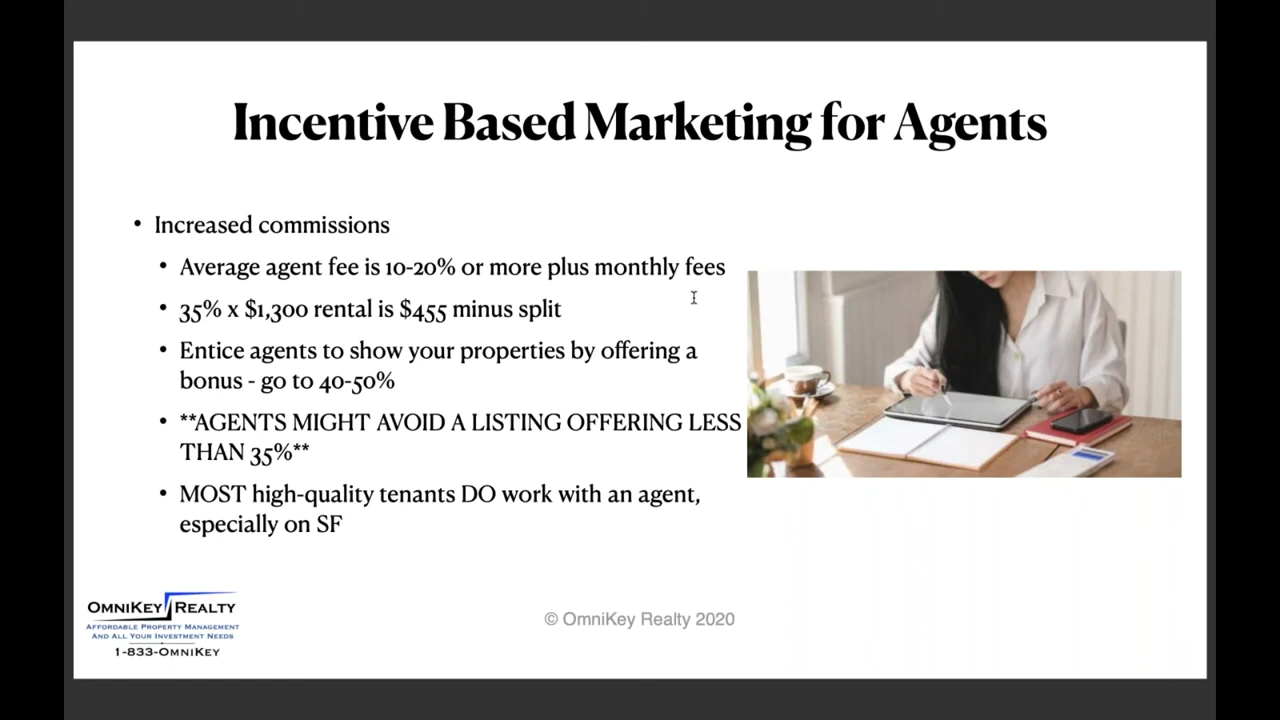 Incentive Based Marketing for Agents
• Increased commissions
• Average agent fee is 10-20% or more plus monthly fees
• 35% x $1,300 rental is $455 minus split
• Entice agents to show your properties by offering a
bonus - go to 40-50%
• **AGENTS MIGHT AVOID A LISTING OFFERING LESS
THAN 35%**
• MOST high-quality tenants DO work with an agent,
especially on SF
OMNIKEY REALTY
AFFORDABLE PROPERTY MANAGEMENT
AND ALL YOUR INVESTMENT NEEDS
1-833-OMNIKEY
© OmniKey Realty 2020